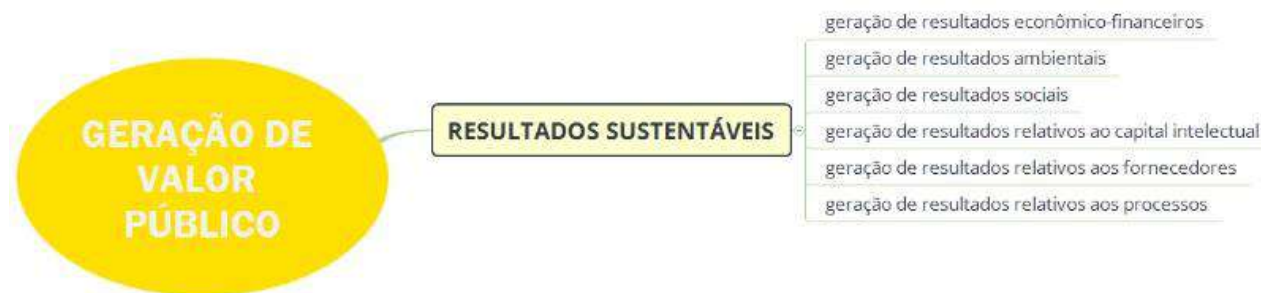 GERAÇÃO DE
VALOR
PÚBLICO
RESULTADOS SUSTENTÁVEIS
geração de resultados econômico-financeiros
geração de resultados ambientais
geração de resultados sociais
geração de resultados relativos ao capital intelectual
geração de resultados relativos aos fornecedores
geração de resultados relativos aos processos